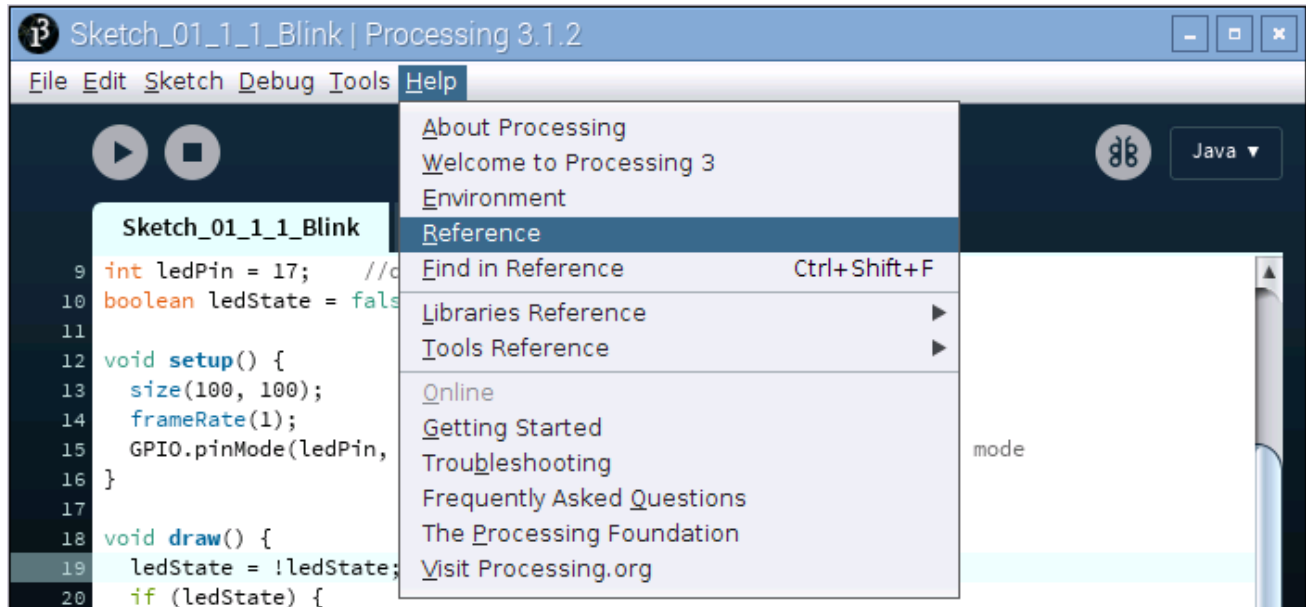 Sketch_01_1_1_Blink | Processing 3.1.2
File Edit Sketch Debug Tools Help
About Processing
Welcome to Processing 3
Environment
Reference
Find in Reference Ctrl+Shift+F
Libraries Reference
Tools Reference
Online
Getting Started
Troubleshooting
Frequently Asked Questions
The Processing Foundation
Visit Processing.org
Java ▼
Sketch_01_1_1_Blink
9 int ledPin = 17; //
10 boolean ledState = fals
11
12 void setup() {
13 size(100, 100);
14 frameRate(1);
15 GPIO.pinMode(ledPin, mode
16 }
17
18 void draw() {
19 ledState = !ledState;
20 if (ledState) {